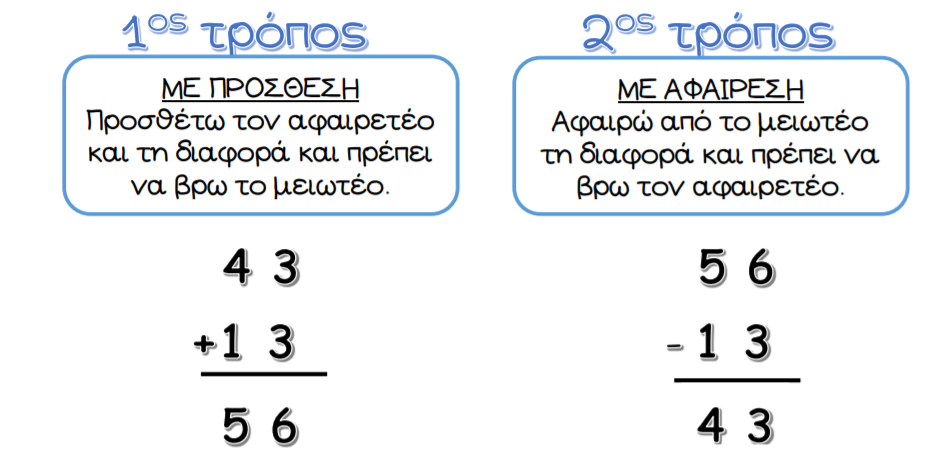 1ος τρόπος
ΜΕ ΠΡΟΣΘΕΣΗ
Προσθέτω τον αφαιρετέο
και τη διαφορά και πρέπει
να βρω το μειωτέο.
4 3
+1 3
5 6
2ος τρόπος
ΜΕ ΑΦΑΙΡΕΣΗ
Αφαιρώ από το μειωτέο
τη διαφορά και πρέπει να
βρω τον αφαιρετέο.
5 6
- 1 3
4 3